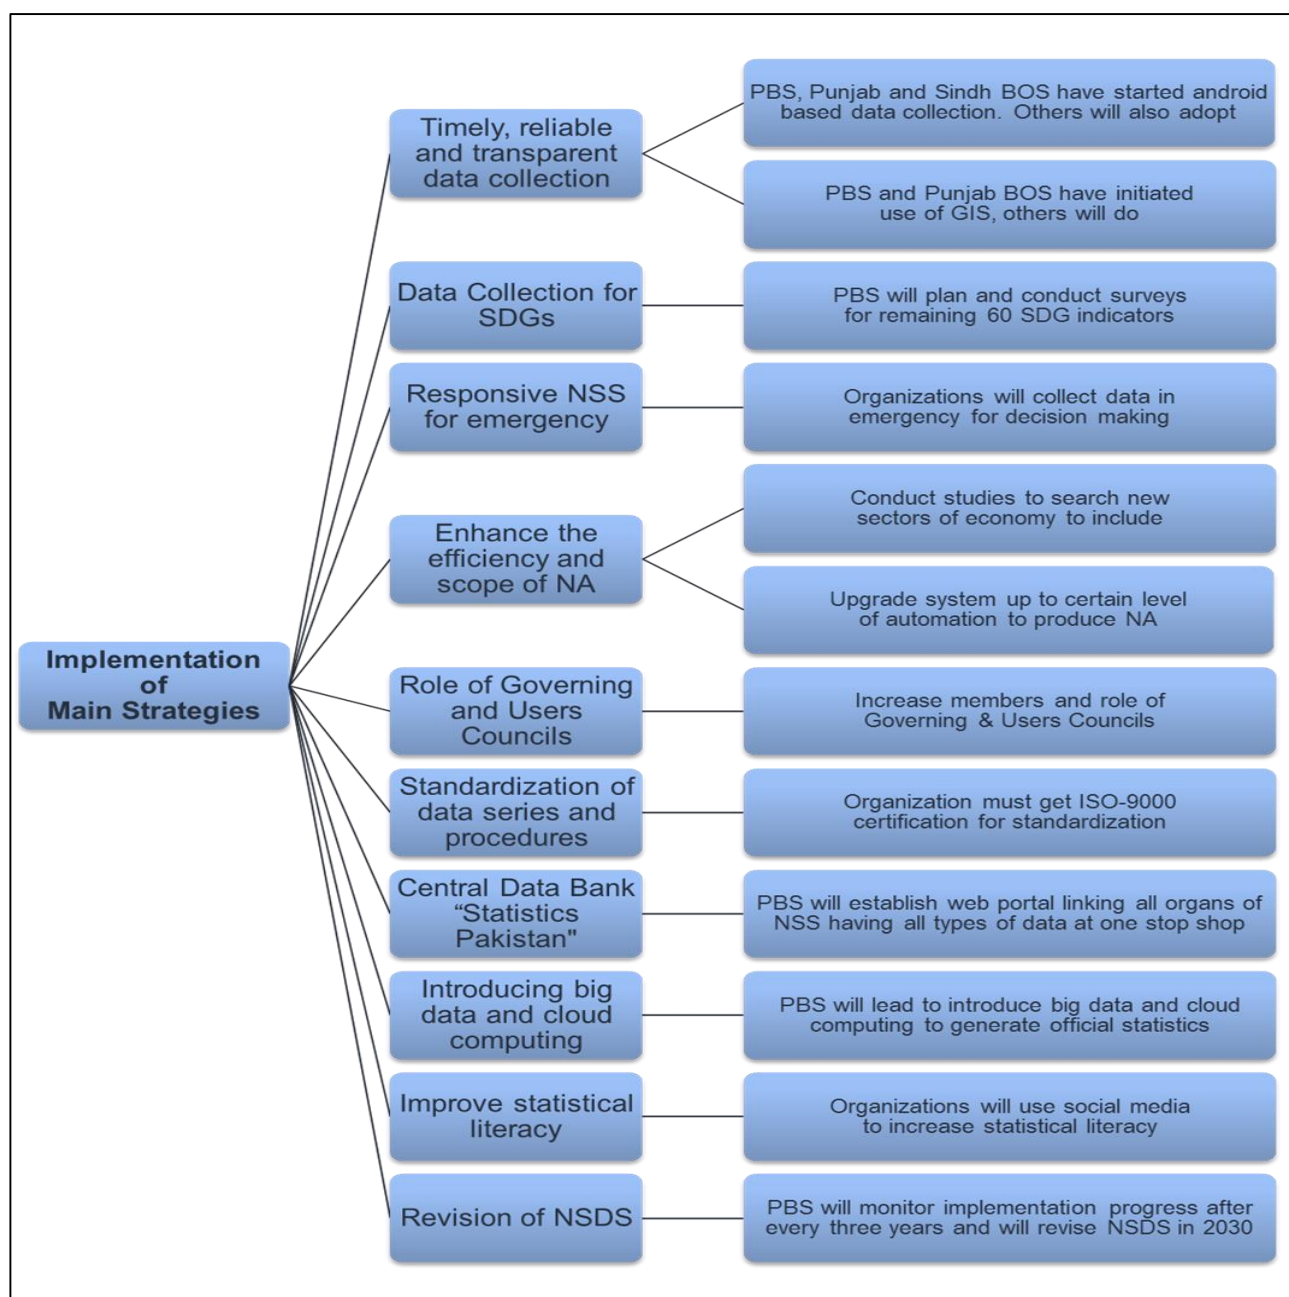 Implementation
of
Main Strategies
Timely, reliable
and transparent
data collection
PBS, Punjab and Sindh BOS have started android
based data collection. Others will also adopt
PBS and Punjab BOS have initiated
use of GIS, others will do
Data Collection for
SDGs
PBS will plan and conduct surveys
for remaining 60 SDG indicators
Responsive NSS
for emergency
Organizations will collect data in
emergency for decision making
Enhance the
efficiency and
scope of NA
Conduct studies to search new
sectors of economy to include
Upgrade system up to certain level
of automation to produce NA
Role of Governing
and Users
Councils
Increase members and role of
Governing & Users Councils
Standardization of
data series and
procedures
Organization must get ISO-9000
certification for standardization
Central Data Bank
“Statistics
Pakistan"
PBS will establish web portal linking all organs of
NSS having all types of data at one stop shop
Introducing big
data and cloud
computing
PBS will lead to introduce big data and cloud
computing to generate official statistics
Improve statistical
literacy
Organizations will use social media
to increase statistical literacy
Revision of NSDS
PBS will monitor implementation progress after
every three years and will revise NSDS in 2030